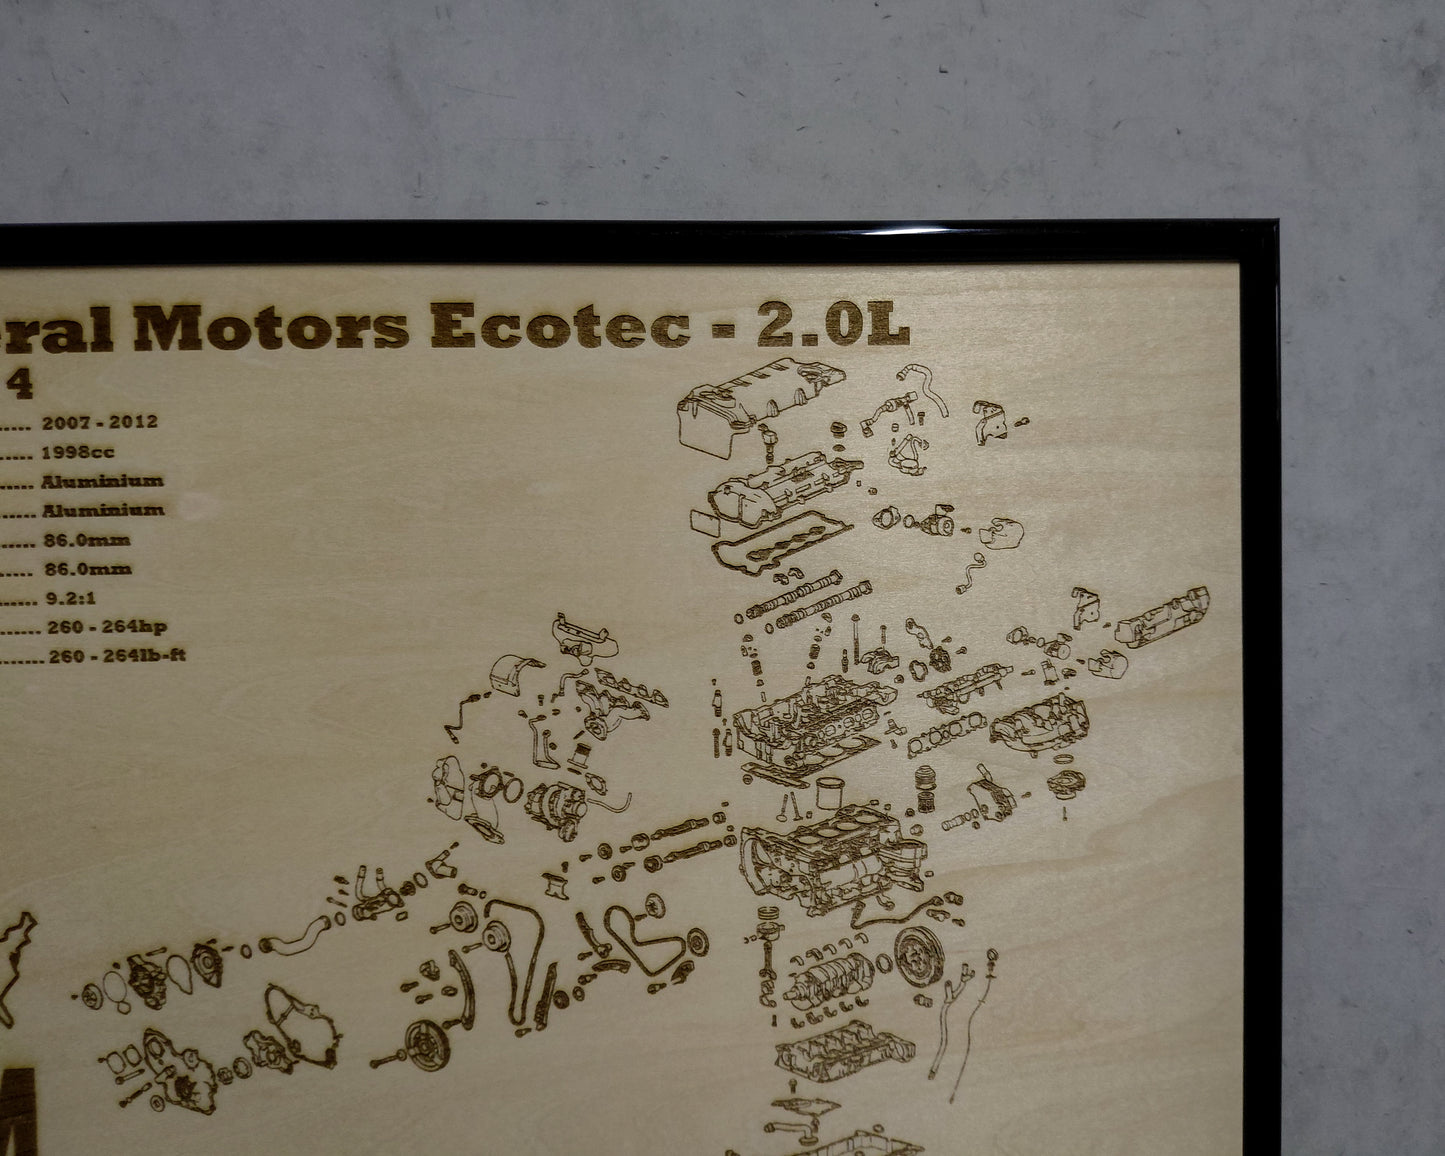 eral Motors Ecotec - 2.0L
4
..... 2007 - 2012
..... 1998cc
..... Aluminium
..... Aluminium
..... 86.0mm
..... 86.0mm
...... 9.2:1
....... 260 - 264hp
........ 260 - 264lb-ft